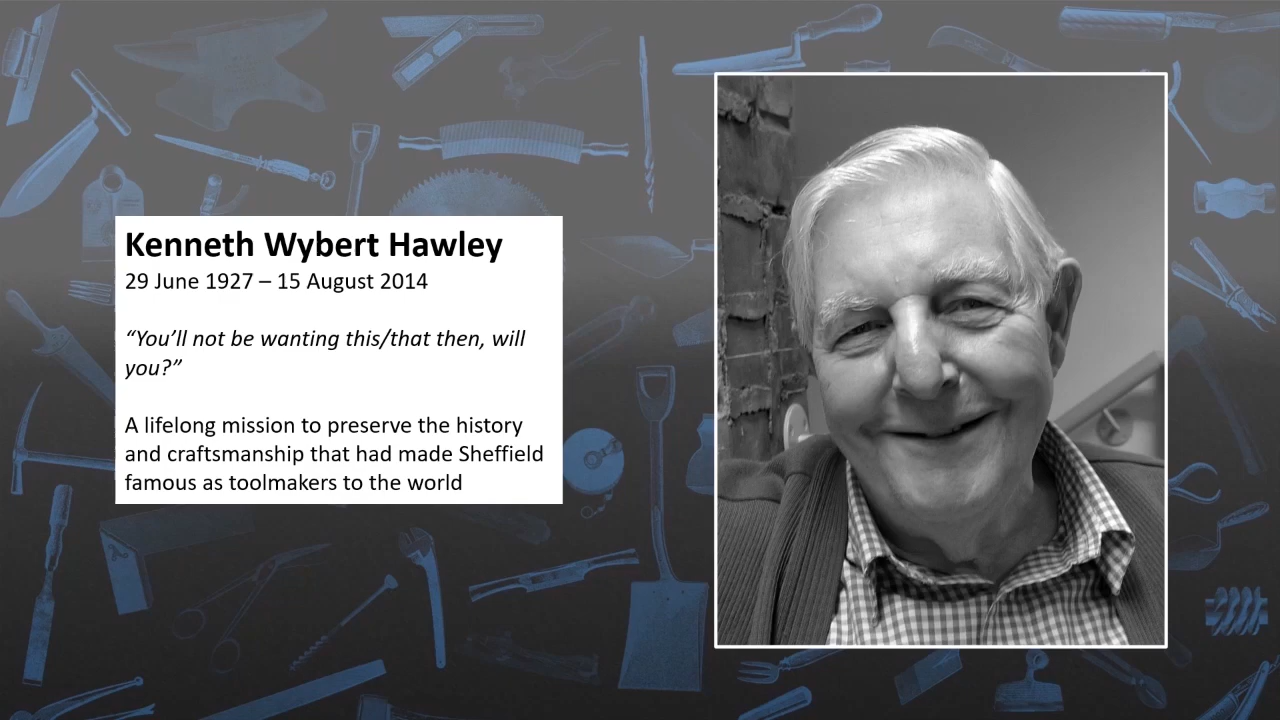 Kenneth Wybert Hawley
29 June 1927 – 15 August 2014
“You’ll not be wanting this/that then, will
you?”
A lifelong mission to preserve the history
and craftsmanship that had made Sheffield
famous as toolmakers to the world